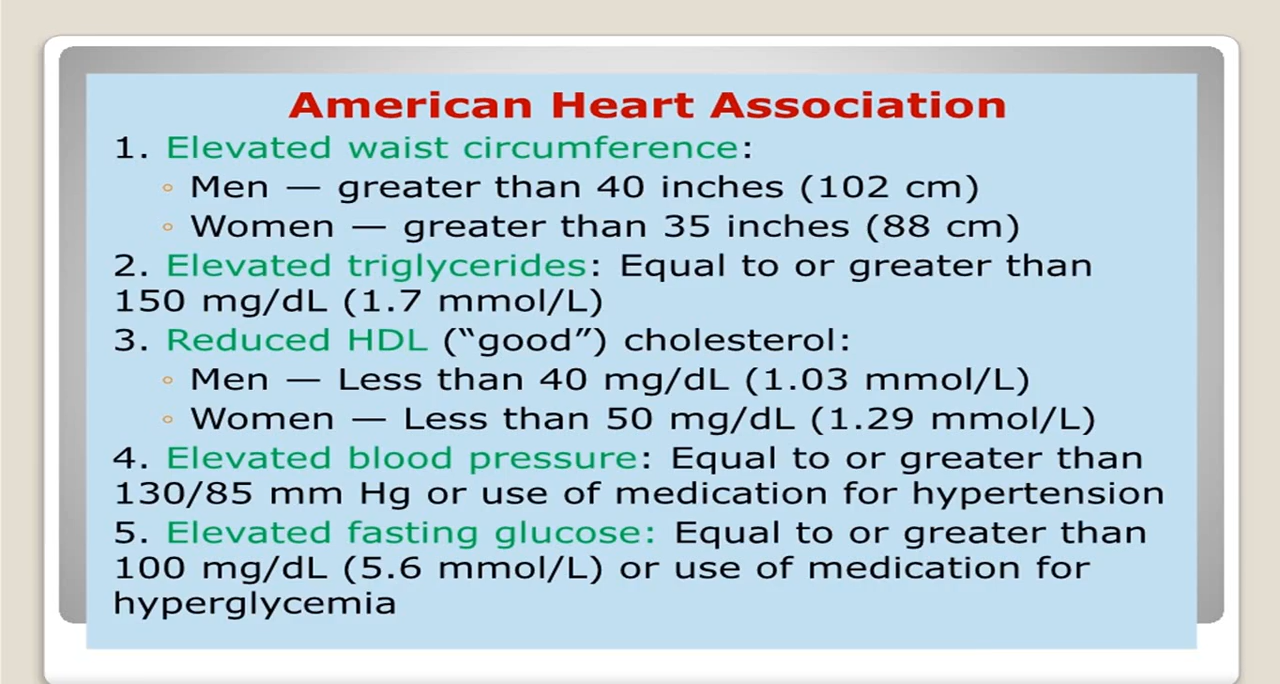 American Heart Association
1. Elevated waist circumference:
◦ Men — greater than 40 inches (102 cm)
◦ Women — greater than 35 inches (88 cm)
2. Elevated triglycerides: Equal to or greater than
150 mg/dL (1.7 mmol/L)
3. Reduced HDL (“good”) cholesterol:
◦ Men — Less than 40 mg/dL (1.03 mmol/L)
◦ Women — Less than 50 mg/dL (1.29 mmol/L)
4. Elevated blood pressure: Equal to or greater than
130/85 mm Hg or use of medication for hypertension
5. Elevated fasting glucose: Equal to or greater than
100 mg/dL (5.6 mmol/L) or use of medication for
hyperglycemia